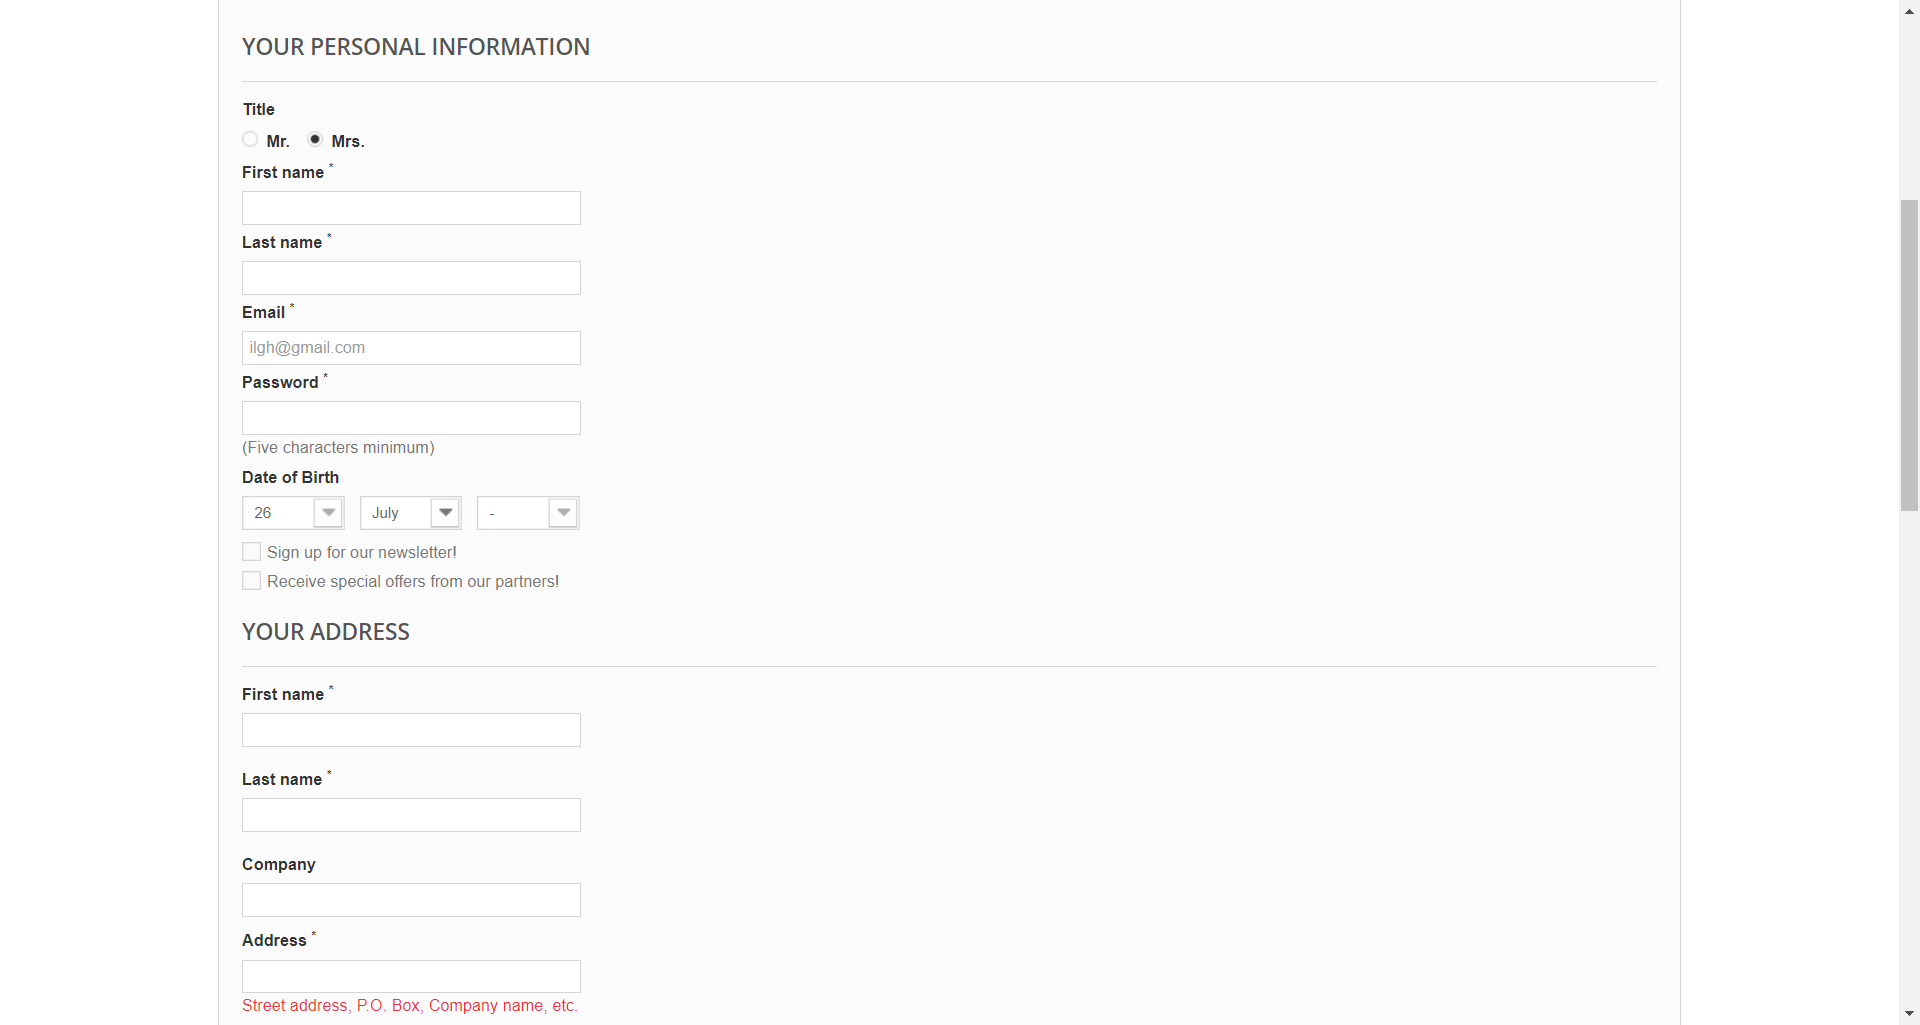 YOUR PERSONAL INFORMATION
Title
Mr. Mrs.
First name *
Last name *
Email *
ilgh@gmail.com
Password *
(Five characters minimum)
Date of Birth
26 July -
Sign up for our newsletter!
Receive special offers from our partners!
YOUR ADDRESS
First name *
Last name *
Company
Address *
Street address, P.O. Box, Company name, etc.